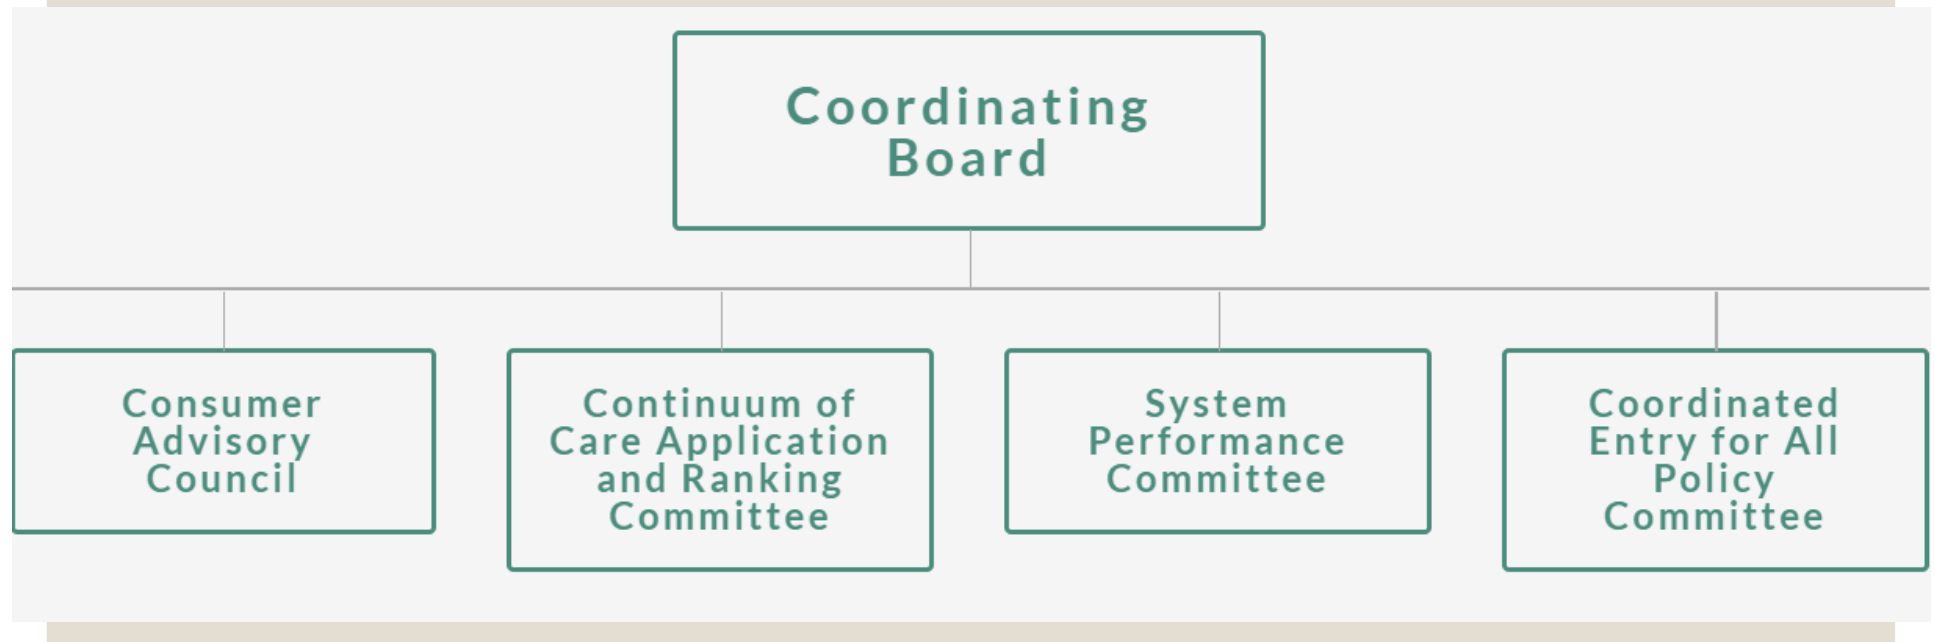 Coordinating
Board
Consumer
Advisory
Council
Continuum of
Care Application
and Ranking
Committee
System
Performance
Committee
Coordinated
Entry for All
Policy
Committee